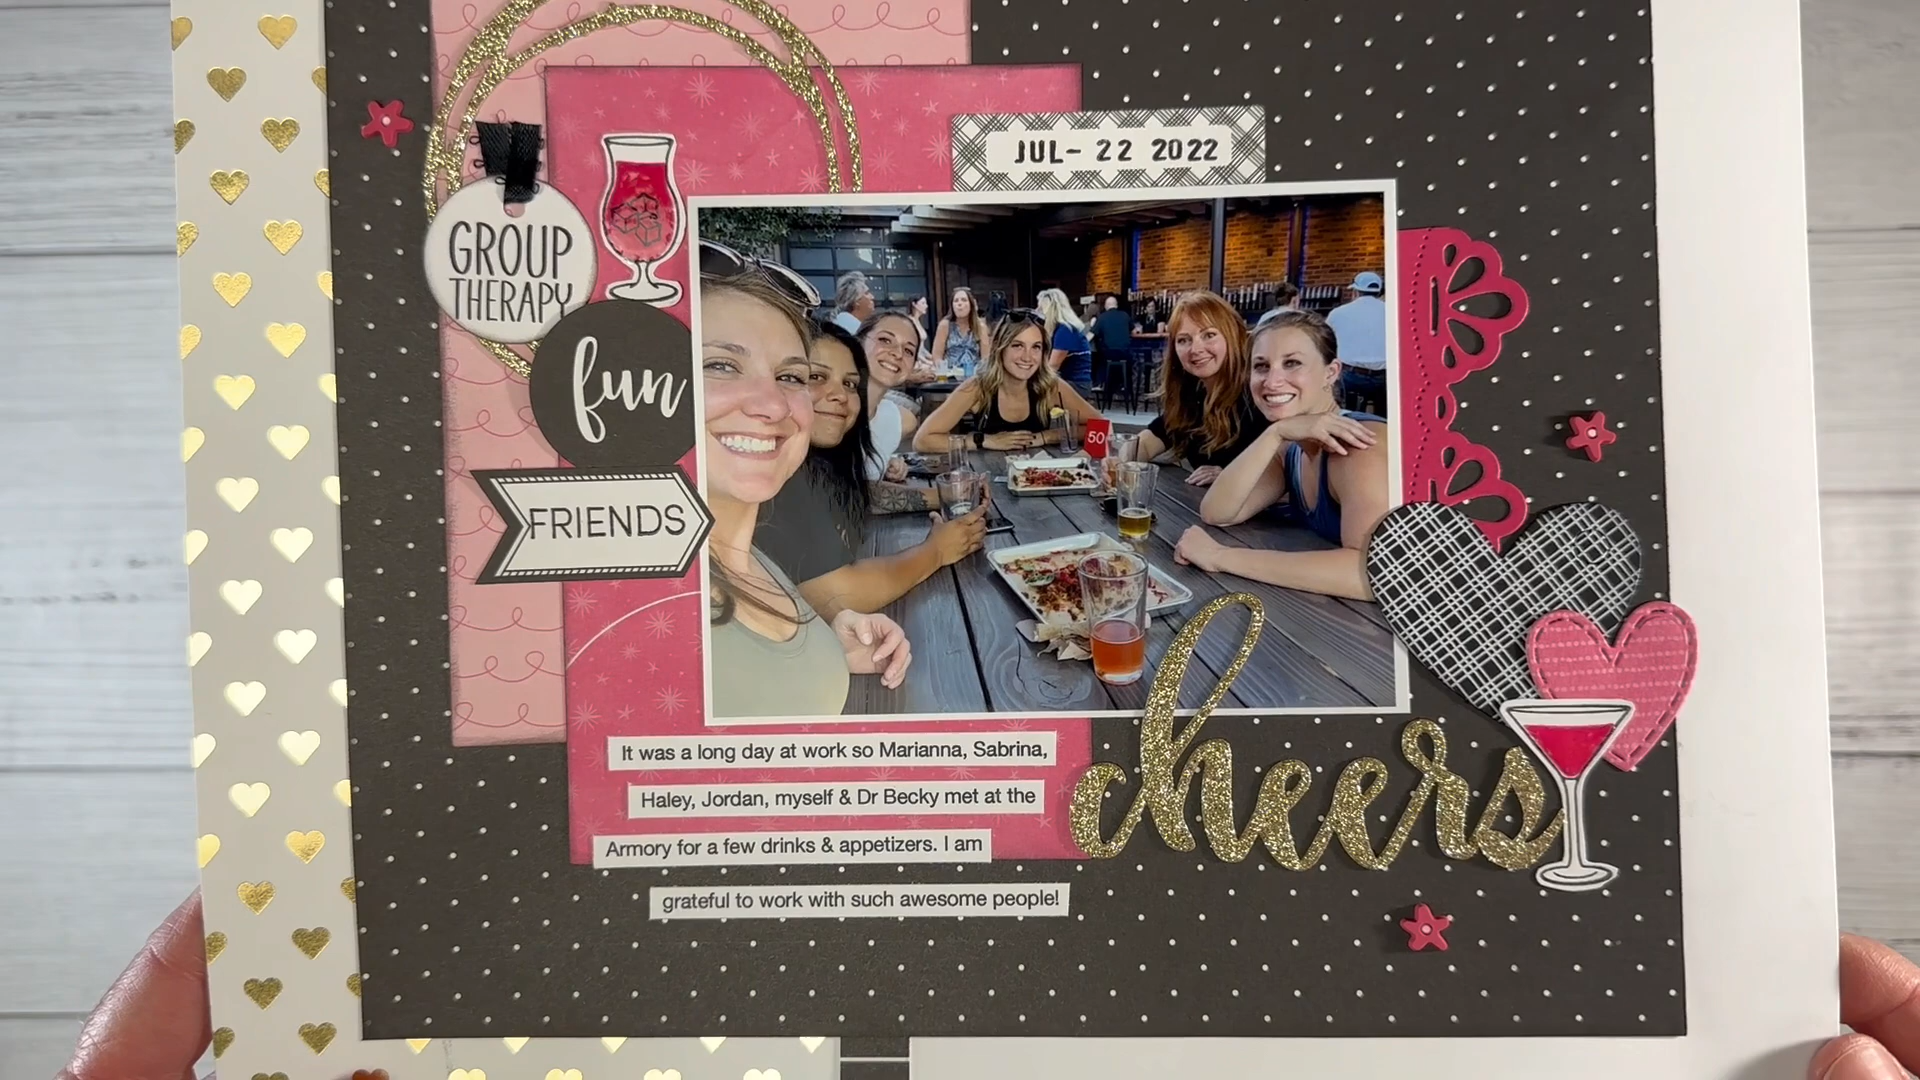 JUL- 22 2022
GROUP
THERAPY
fun
FRIENDS
50
It was a long day at work so Marianna, Sabrina,
Haley, Jordan, myself & Dr Becky met at the
Armory for a few drinks & appetizers. I am
grateful to work with such awesome people!
cheers